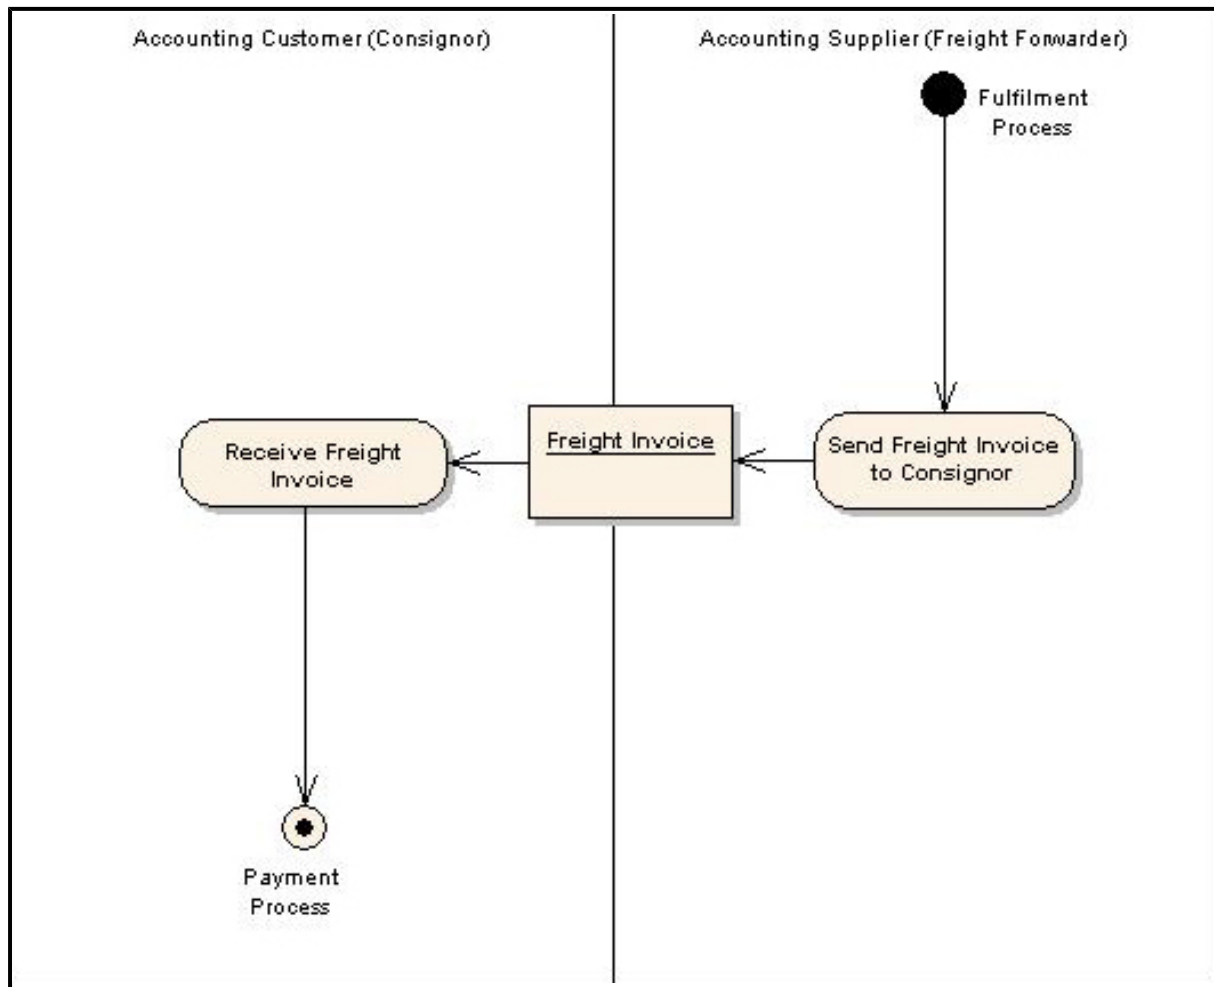 Accounting Customer (Consignor)
Accounting Supplier (Freight Forwarder)
Fulfilment
Process
Receive Freight
Invoice
Freight Invoice
Send Freight Invoice
to Consignor
Payment
Process